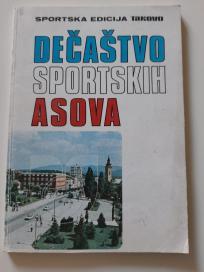 SPORTSKA EDICIJA Takovo
DEČAŠTVO
SPORTSKIH
ASOVA